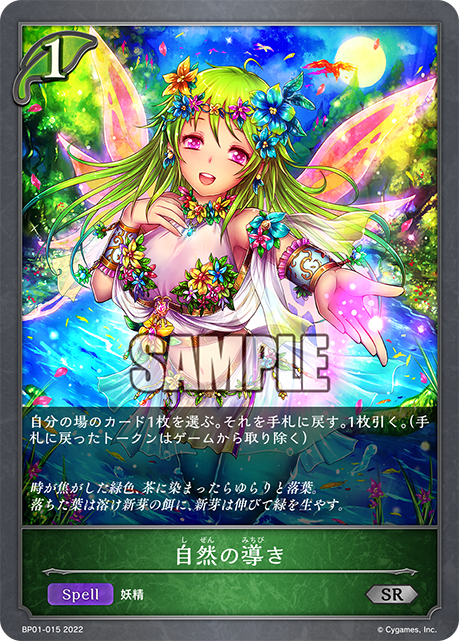 1
SAMPLE
自分の場のカード1枚を選ぶ。それを手札に戻す。1枚引く。(手
札に戻ったトークンはゲームから取り除く)
時が焦がした緑色、茶に染まったらゆらりと落葉。
落ちた葉は溶け新芽の餌に、新芽は伸びて緑を生やす。
しぜん みちび
自然の導き
Spell 妖精 SR
BP01-015 2022 © Cygames, Inc.